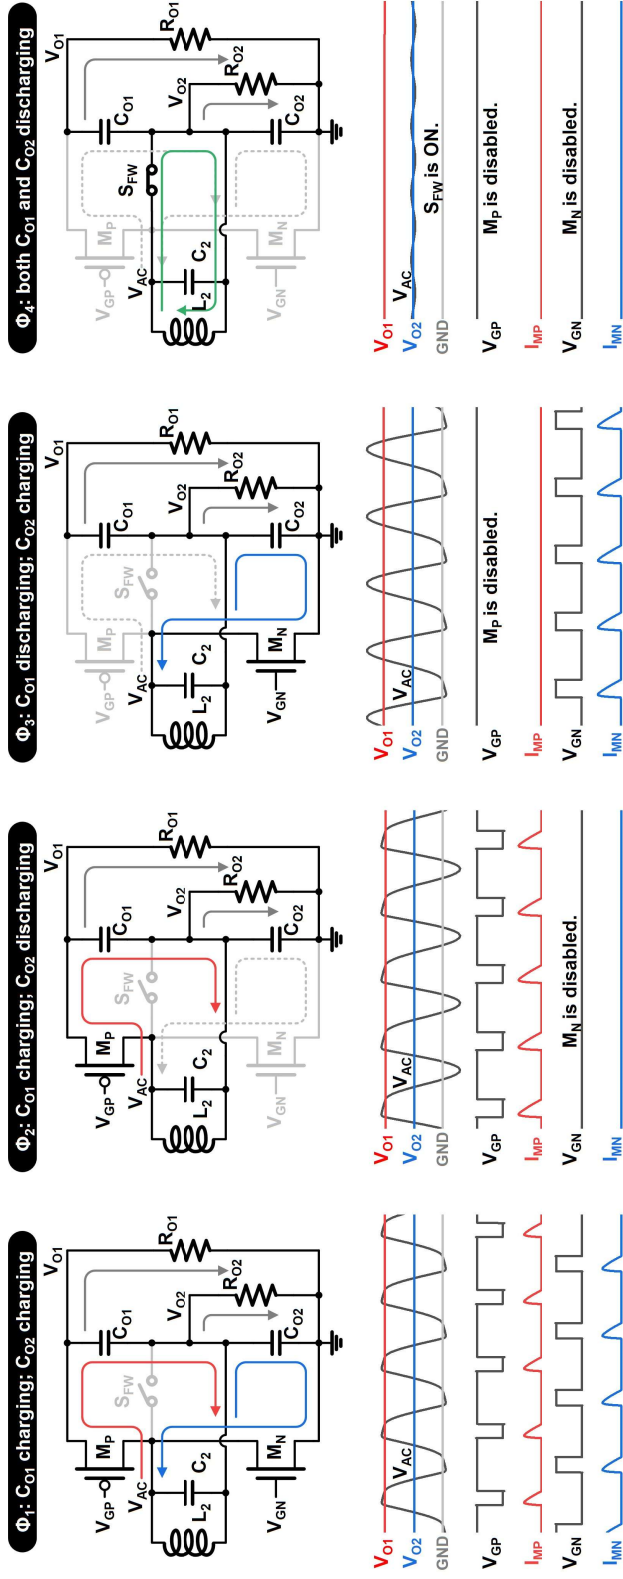 Φ1: CO1 charging; CO2 charging
VO1
RO1
CO1
MP
VGP
SFW
VO2
RO2
VAC
C2
L2
CO2
MN
VGN
VO1
VAC
VO2
GND
VGP
IMP
VGN
IMN
Φ2: CO1 charging; CO2 discharging
VO1
RO1
CO1
MP
VGP
SFW
VO2
RO2
VAC
C2
L2
CO2
MN
VGN
VO1
VAC
VO2
GND
VGP
IMP
VGN
MN is disabled.
IMN
Φ3: CO1 discharging; CO2 charging
VO1
RO1
CO1
MP
VGP
SFW
VO2
RO2
VAC
C2
L2
CO2
MN
VGN
VO1
VAC
VO2
GND
VGP
MP is disabled.
IMP
VGN
IMN
Φ4: both CO1 and CO2 discharging
VO1
RO1
CO1
MP
VGP
SFW
VO2
RO2
VAC
C2
L2
CO2
MN
VGN
VO1
VAC
VO2
SFW is ON.
GND
VGP
MP is disabled.
IMP
VGN
MN is disabled.
IMN